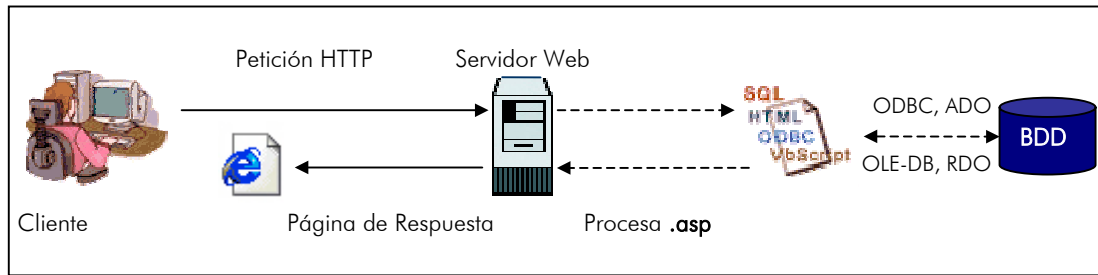 Petición HTTP
Servidor Web
SQL
HTML
ODBC
VbScript
ODBC, ADO
BDD
OLE-DB, RDO
Cliente
Página de Respuesta
Procesa .asp